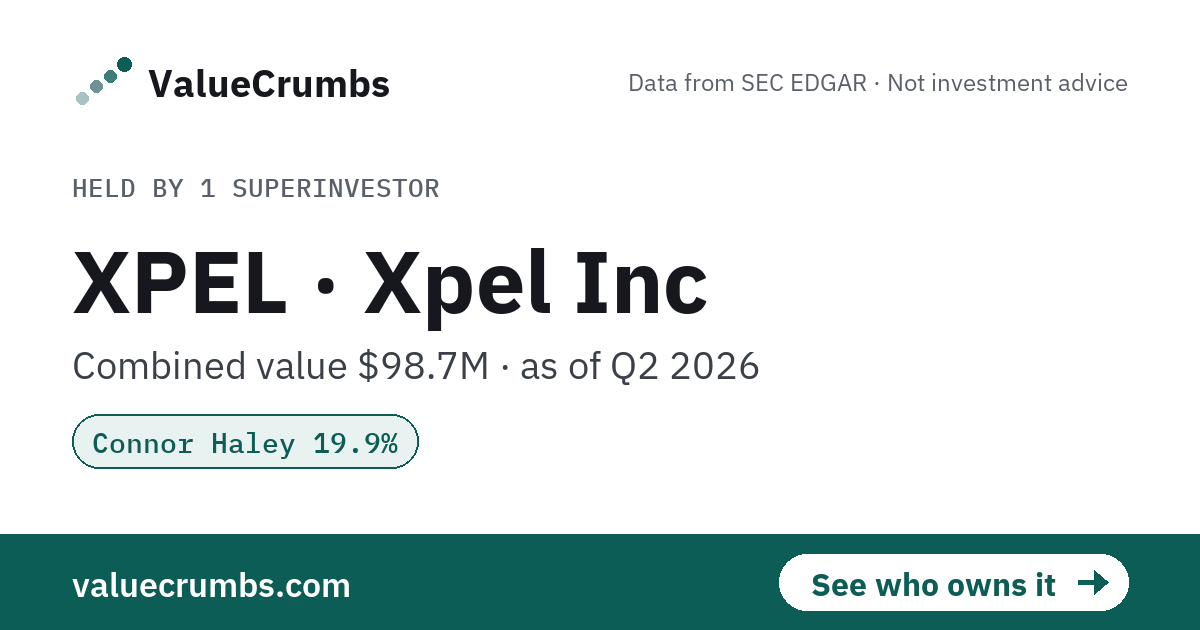 ValueCrumbs
Data from SEC EDGAR · Not investment advice
HELD BY 1 SUPERINVESTOR
XPEL · Xpel Inc
Combined value $98.7M · as of Q2 2026
Connor Haley 19.9%
valuecrumbs.com
See who owns it →